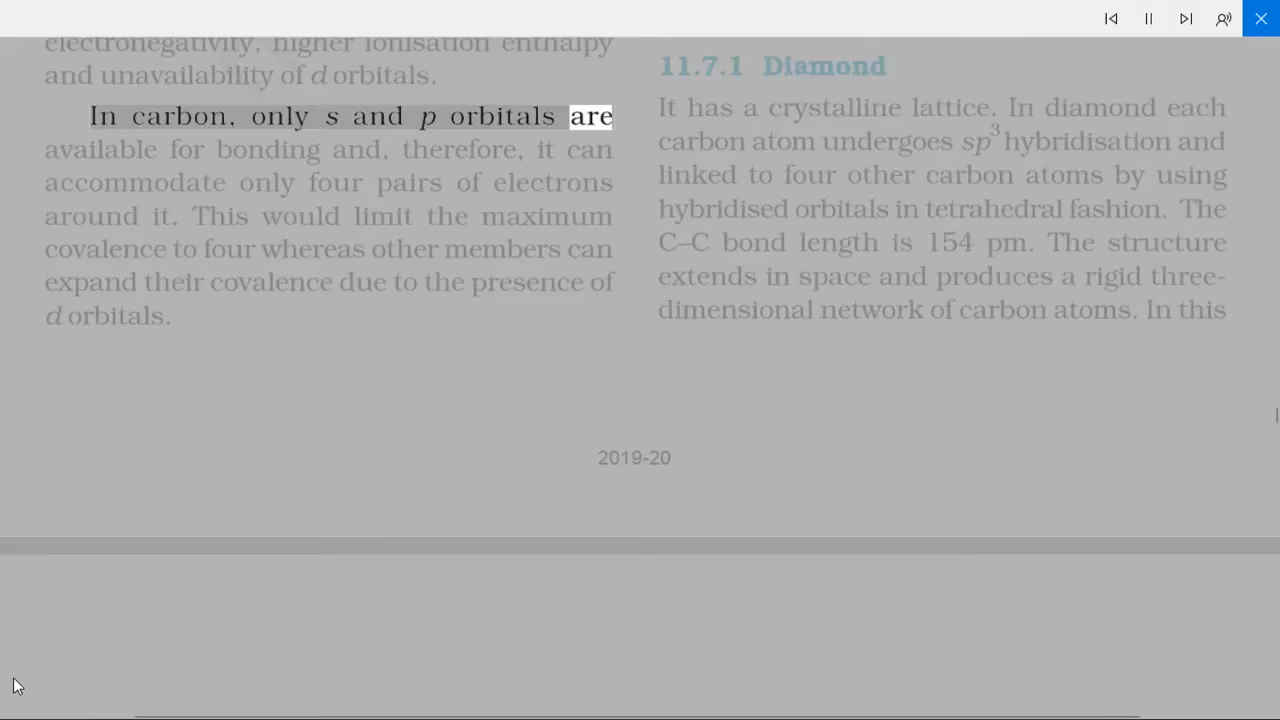 electronegativity, higher ionisation enthalpy
and unavailability of d orbitals.
In carbon, only s and p orbitals are
available for bonding and, therefore, it can
accommodate only four pairs of electrons
around it. This would limit the maximum
covalence to four whereas other members can
expand their covalence due to the presence of
d orbitals.
11.7.1 Diamond
It has a crystalline lattice. In diamond each
carbon atom undergoes sp³ hybridisation and
linked to four other carbon atoms by using
hybridised orbitals in tetrahedral fashion. The
C–C bond length is 154 pm. The structure
extends in space and produces a rigid three-
dimensional network of carbon atoms. In this
2019-20